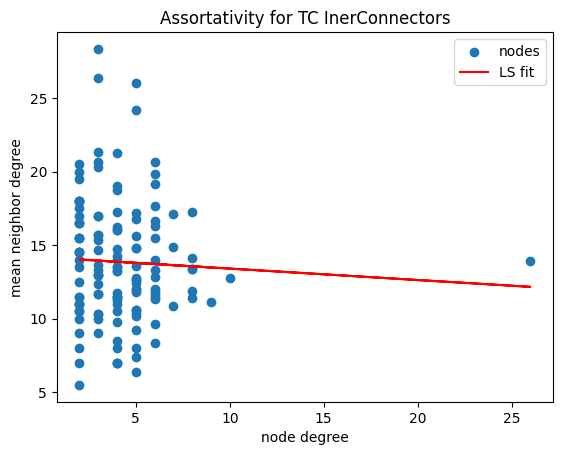 Assortativity for TC InerConnectors
nodes
LS fit
mean neighbor degree
25
20
15
10
5
5
10
15
20
25
node degree